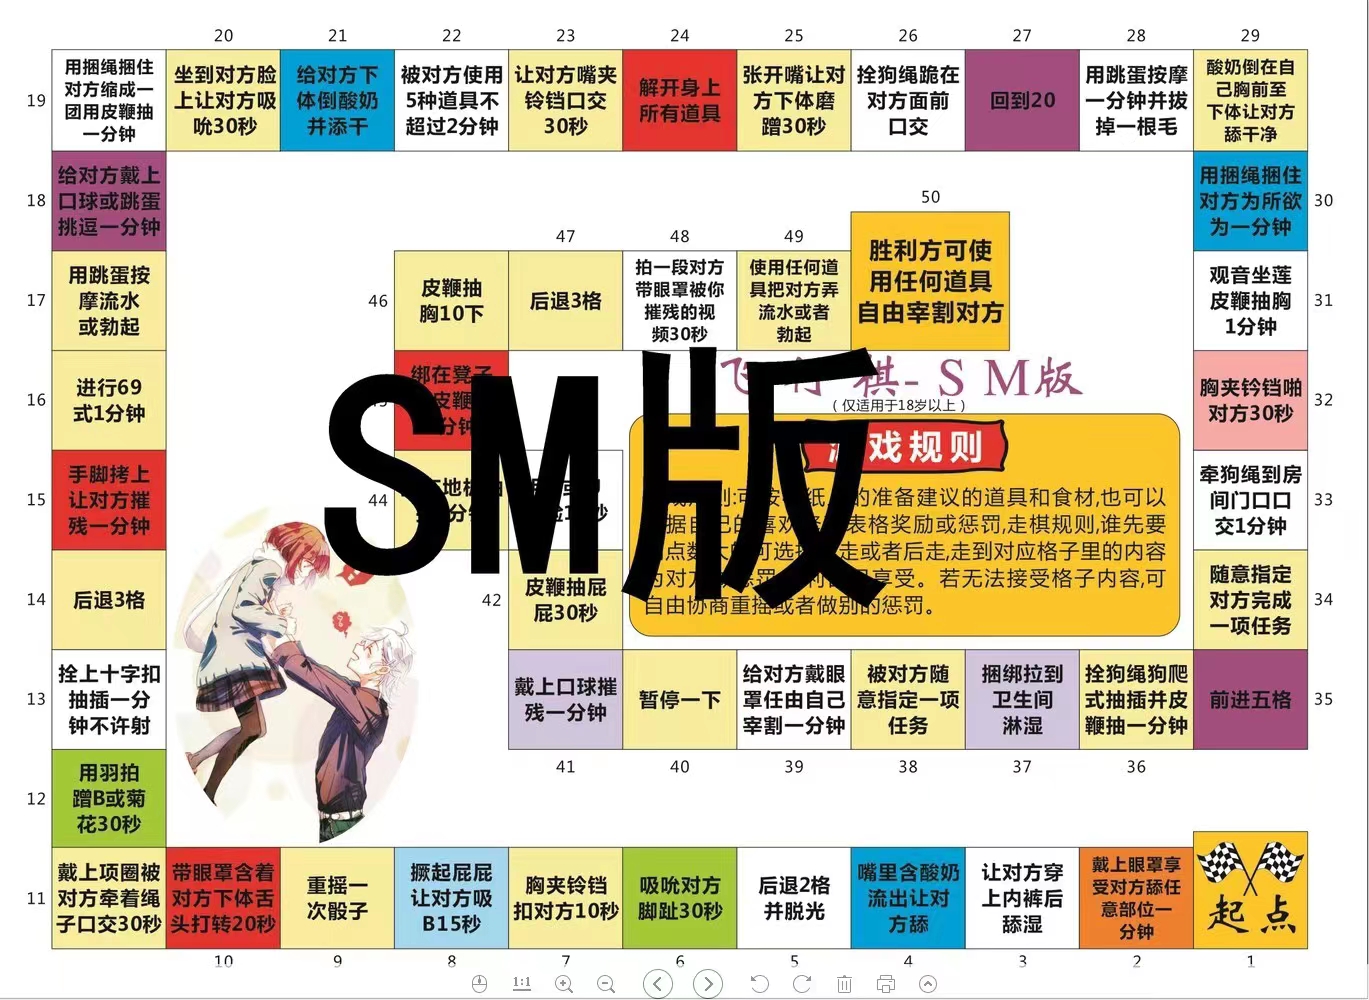 20 21 22 23 24 25 26 27 28 29
19
用捆绳捆住
对方缩成一
团用皮鞭抽
一分钟
坐到对方脸
上让对方吸
吮30秒
给对方下
体倒酸奶
并添干
被对方使用
5种道具不
超过2分钟
让对方嘴夹
铃铛口交
30秒
解开身上
所有道具
张开嘴让对
方下体磨
蹭30秒
拴狗绳跪在
对方面前
口交
回到20
用跳蛋按摩
一分钟并拔
掉一根毛
酸奶倒在自
己胸前至
下体让对方
舔干净
18
给对方戴上
口球或跳蛋
挑逗一分钟
用捆绳捆住
对方为所欲
为一分钟
30
17
用跳蛋按
摩流水
或勃起
46
皮鞭抽
胸10下
47
后退3格
48
拍一段对方
带眼罩被你
摧残的视
频30秒
49
使用任何道
具把对方弄
流水或者
勃起
50
胜利方可使
用任何道具
自由宰割对方
观音坐莲
皮鞭抽胸
1分钟
31
16
进行69
式1分钟
绑在凳子
皮鞭
分钟
SM版
棋-SM版
（仅适用于18岁以上）
胸夹铃铛啪
对方30秒
32
15
手脚拷上
让对方摧
残一分钟
44
戏规则
的准备建议的道具和食材,也可以
表格奖励或惩罚,走棋规则,谁先要
走或者后走,走到对应格子里的内容
享受。若无法接受格子内容,可
自由协商重摇或者做别的惩罚。
牵狗绳到房
间门口口
交1分钟
33
14
后退3格
42
皮鞭抽屁
屁30秒
随意指定
对方完成
一项任务
34
13
拴上十字扣
抽插一分
钟不许射
戴上口球摧
残一分钟
暂停一下
给对方戴眼
罩任由自己
宰割一分钟
被对方随
意指定一项
任务
捆绑拉到
卫生间
淋湿
拴狗绳狗爬
式抽插并皮
鞭抽一分钟
前进五格
35
41 40 39 38 37 36
12
用羽拍
蹭B或菊
花30秒
11
戴上项圈被
对方牵着绳
子口交30秒
带眼罩含着
对方下体舌
头打转20秒
重摇一
次骰子
撅起屁屁
让对方吸
B15秒
胸夹铃铛
扣对方10秒
吸吮对方
脚趾30秒
后退2格
并脱光
嘴里含酸奶
流出让对
方舔
让对方穿
上内裤后
舔湿
戴上眼罩享
受对方舔任
意部位一
分钟
起点
10 9 8 7 6 5 4 3 2 1
1:1